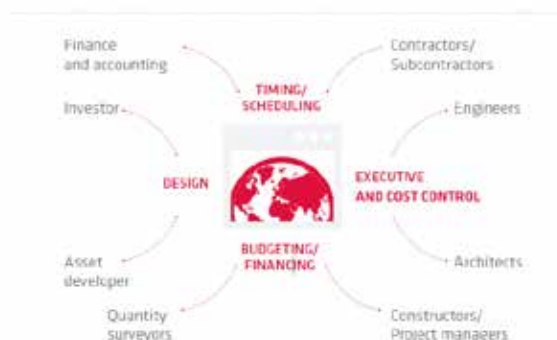 Finance
and accounting
Contractors/
Subcontractors
TIMING/
SCHEDULING
Investor
Engineers
DESIGN
EXECUTIVE
AND COST CONTROL
BUDGETING/
FINANCING
Asset
developer
Architects
Quantity
surveyors
Constructors/
Project managers